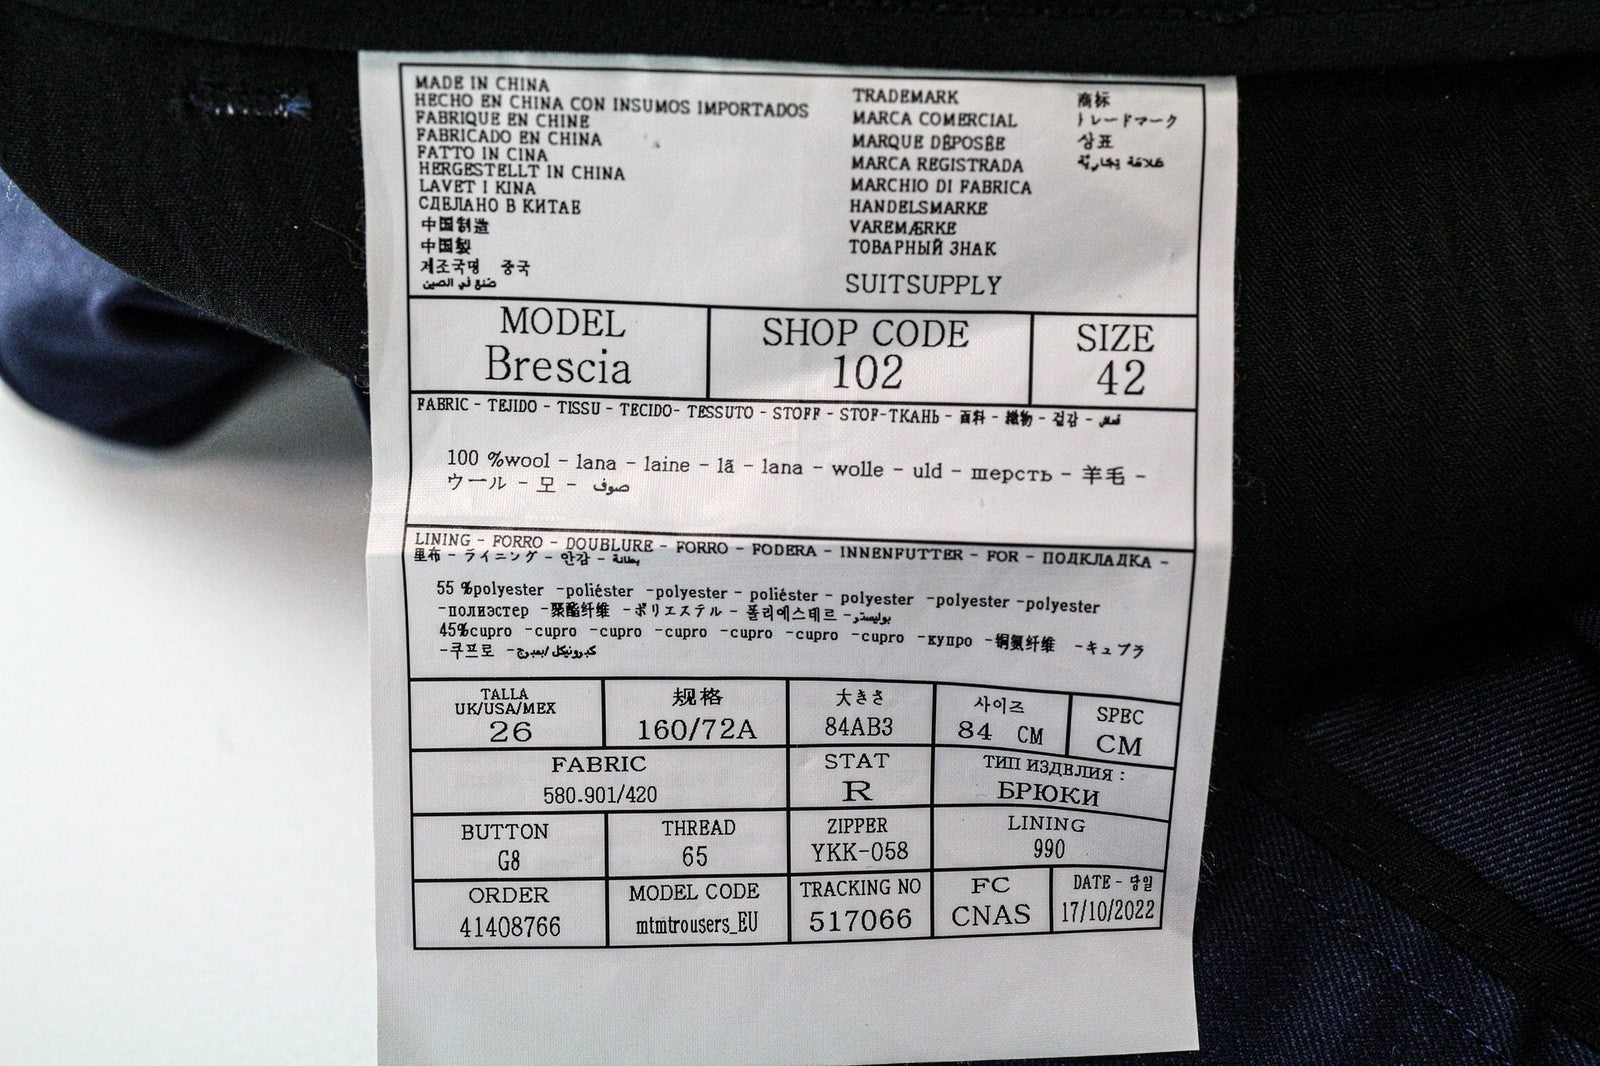 MADE IN CHINA
HECHO EN CHINA CON INSUMOS IMPORTADOS
FABRIQUE EN CHINE
FABRICADO EN CHINA
FATTO IN CINA
HERGESTELLT IN CHINA
LAVET I KINA
СДЕЛАНО В КИТАЕ
中国制造
中国製
제조국명 중국
صنع في الصين
TRADEMARK
MARCA COMERCIAL
MARQUE DÉPOSÉE
MARCA REGISTRADA
MARCHIO DI FABRICA
HANDELSMARKE
VAREMÆRKE
ТОВАРНЫЙ ЗНАК
商标
トレードマーク
상표
علامة تجارية
SUITSUPPLY
MODEL
Brescia
SHOP CODE
102
SIZE
42
FABRIC - TEJIDO - TISSU - TECIDO- TESSUTO - STOFF - STOF-ТКАНЬ - 面料 - 織物 - 겉감 - قماش
100 %wool - lana - laine - lã - lana - wolle - uld - шерсть - 羊毛 -
ウール - 모 - صوف
LINING - FORRO - DOUBLURE - FORRO - FODERA - INNENFUTTER - FOR - ПОДКЛАДКА -
里布 - ライニング - 안감 - بطانة
55 %polyester -poliéster -polyester - poliéster - polyester -polyester -polyester
-полиэстер -聚酯纤维 -ポリエステル - 폴리에스테르 -بوليستر
45%cupro -cupro -cupro -cupro -cupro -cupro -cupro -купро -铜氨纤维 -キュプラ
-쿠프로 -كبرونيكل/بمبرج
TALLA
UK/USA/MEX
26
规格
160/72A
大きさ
84AB3
사이즈
84 CM
SPEC
CM
FABRIC
580.901/420
STAT
R
ТИП ИЗДВЛИЯ :
БРЮКИ
BUTTON
G8
THREAD
65
ZIPPER
YKK-058
LINING
990
ORDER
41408766
MODEL CODE
mtmtrousers_EU
TRACKING NO
517066
FC
CNAS
DATE - 당일
17/10/2022